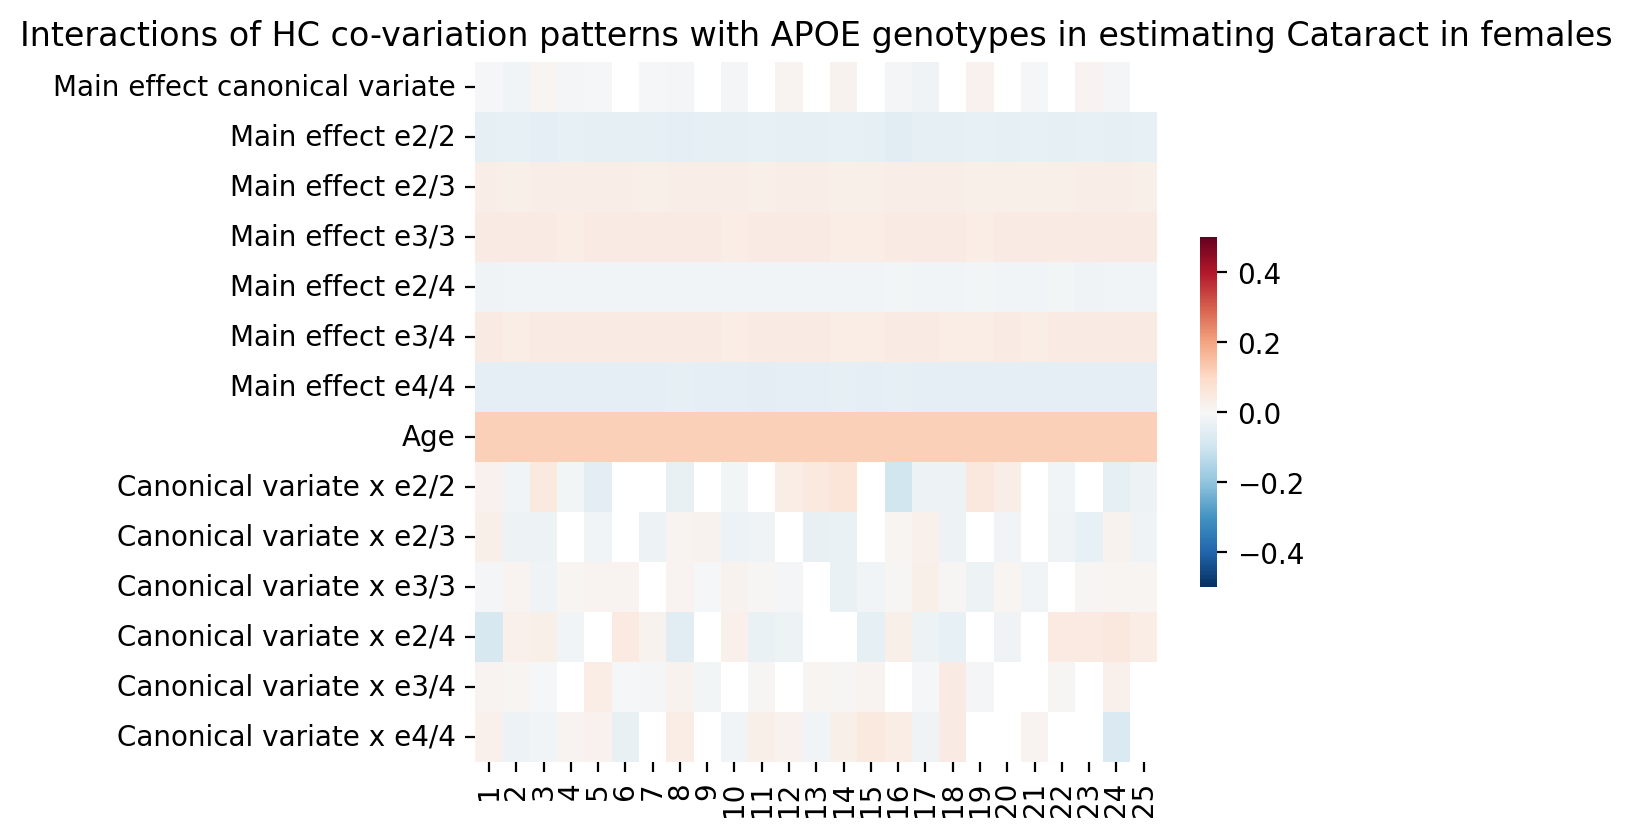 Interactions of HC co-variation patterns with APOE genotypes in estimating Cataract in females
Main effect canonical variate
Main effect e2/2
Main effect e2/3
Main effect e3/3
Main effect e2/4
Main effect e3/4
Main effect e4/4
Age
Canonical variate x e2/2
Canonical variate x e2/3
Canonical variate x e3/3
Canonical variate x e2/4
Canonical variate x e3/4
Canonical variate x e4/4
1 2 3 4 5 6 7 8 9 10 11 12 13 14 15 16 17 18 19 20 21 22 23 24 25
0.4
0.2
0.0
−0.2
−0.4